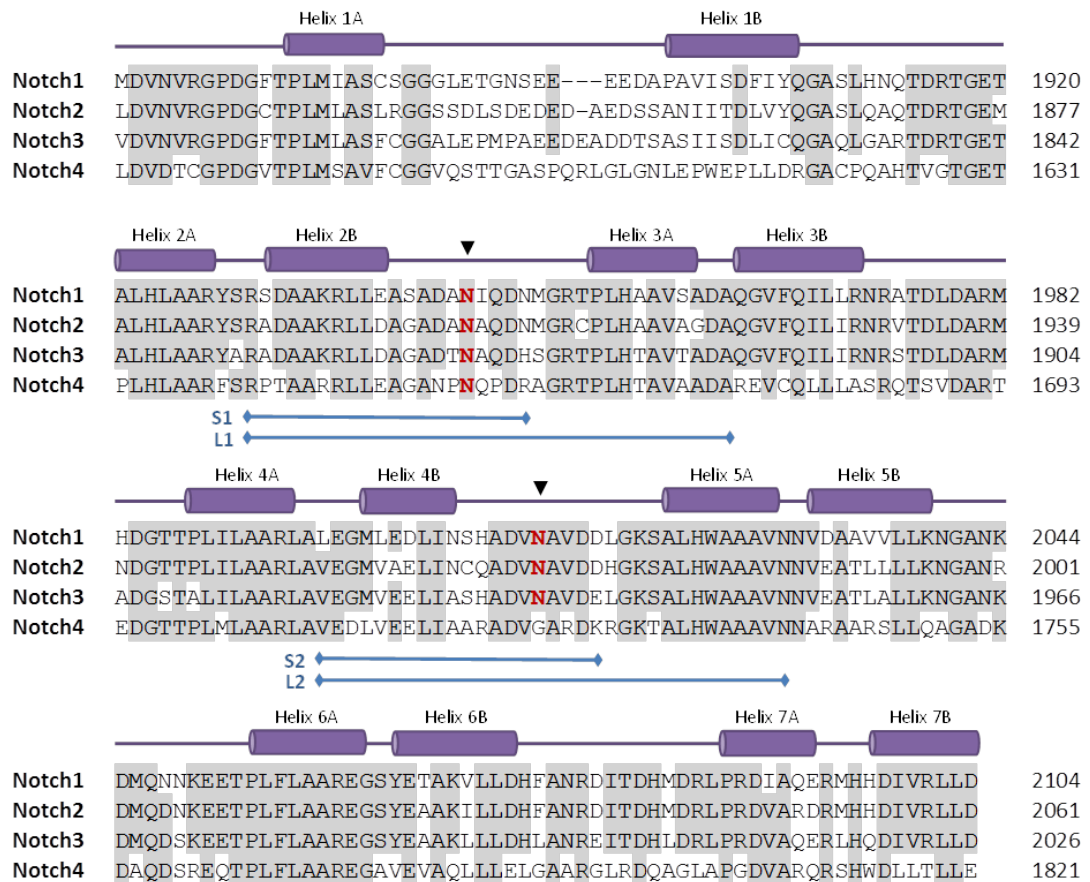 Helix 1A Helix 1B
Notch1 MDVNVRGPDGFTPLMIASCSGGGLETGNSEE---EEDAPAVISDFIYQGASLHNQTDRTGET 1920
Notch2 LDVNVRGPDGCTPLMLASLRGGSSDLSDEDED-AEDSSANIITDLVYQGASLQAQTDRTGEM 1877
Notch3 VDVNVRGPDGFTPLMLASFCGGALEPMPAEEDEADDTSASIISDLICQGAQLGARTDRTGET 1842
Notch4 LDVDTCGPDGVTPLMSAVFCGGVQSTTGASPQRLGLGNLEPWEPLLDRGACPQAHTVGTGET 1631
Helix 2A Helix 2B Helix 3A Helix 3B
Notch1 ALHLAARYSRSDAAKRLLEASADANIQDNMGRTPLHAAVSADAQGVFQILLRNRATDLDARM 1982
Notch2 ALHLAARYSRADAAKRLLDAGADANAQDNMGRCPLHAAVAGDAQGVFQILIRNRVTDLDARM 1939
Notch3 ALHLAARYARADAAKRLLDAGADTNAQDHSGRTPLHTAVTADAQGVFQILIRNRSTDLDARM 1904
Notch4 PLHLAARFSRPTAARRLLEAGANPNQPDRAGRTPLHTAVAADAREVCQLLLASRQTSVDART 1693
S1
L1
Helix 4A Helix 4B Helix 5A Helix 5B
Notch1 HDGTTPLILAARLALEGMLEDLINSHADVNAVDDLGKSALHWAAAVNNVDAAVVLLKNGANK 2044
Notch2 NDGTTPLILAARLAVEGMVAELINCQADVNAVDDHGKSALHWAAAVNNVEATLLLLKNGANR 2001
Notch3 ADGSTALILAARLAVEGMVEELIASHADVNAVDELGKSALHWAAAVNNVEATLALLKNGANK 1966
Notch4 EDGTTPLMLAARLAVEDLVEELIAARADVGARDKRGKTALHWAAAVNNARAARSLLQAGADK 1755
S2
L2
Helix 6A Helix 6B Helix 7A Helix 7B
Notch1 DMQNNKEETPLFLAAREGSYETAKVLLDHFANRDITDHMDRLPRDIAQERMHHDIVRLLD 2104
Notch2 DMQDNKEETPLFLAAREGSYEAAKILLDHFANRDITDHMDRLPRDVARDRMHHDIVRLLD 2061
Notch3 DMQDSKEETPLFLAAREGSYEAAKLLLDHLANREITDHLDRLPRDVAQERLHQDIVRLLD 2026
Notch4 DAQDSREQTPLFLAAREGAVEVAQLLLELGAARGLRDQAGLAPGDVARQRSHWDLLTLLE 1821